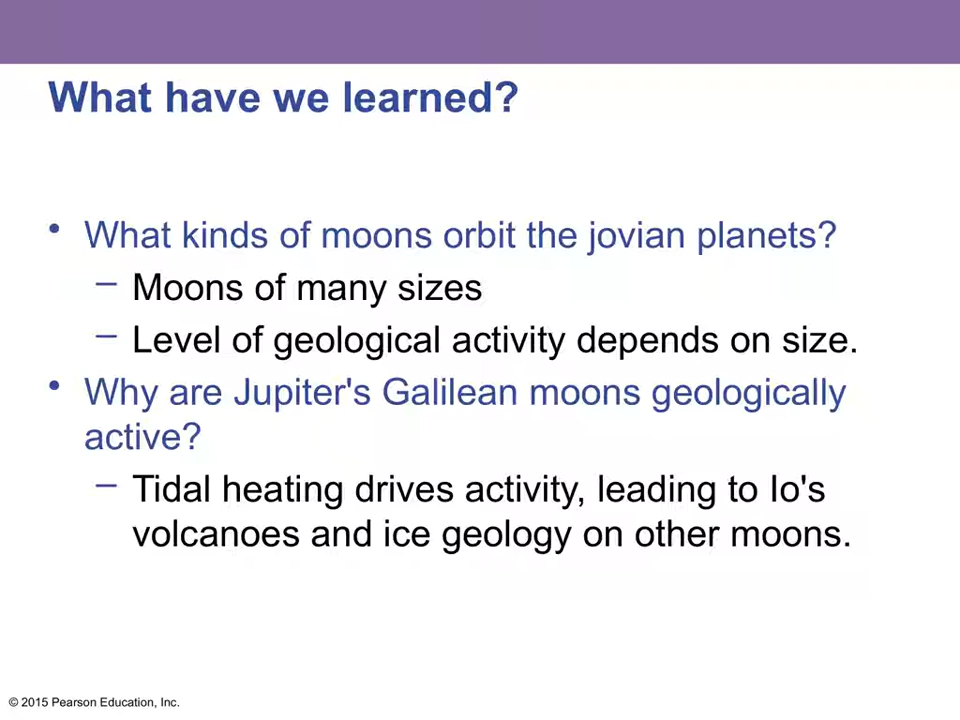 What have we learned?
• What kinds of moons orbit the jovian planets?
– Moons of many sizes
– Level of geological activity depends on size.
• Why are Jupiter's Galilean moons geologically
active?
– Tidal heating drives activity, leading to Io's
volcanoes and ice geology on other moons.
© 2015 Pearson Education, Inc.